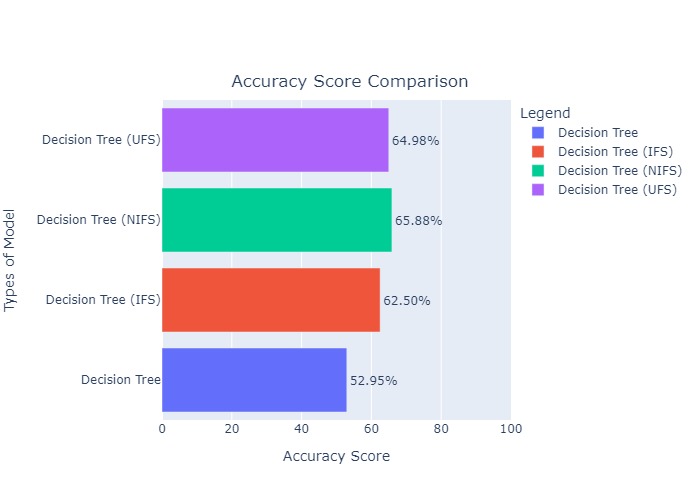 Accuracy Score Comparison
Legend
Decision Tree
Decision Tree (IFS)
Decision Tree (NIFS)
Decision Tree (UFS)
Types of Model
Decision Tree (UFS)
64.98%
Decision Tree (NIFS)
65.88%
Decision Tree (IFS)
62.50%
Decision Tree
52.95%
0 20 40 60 80 100
Accuracy Score